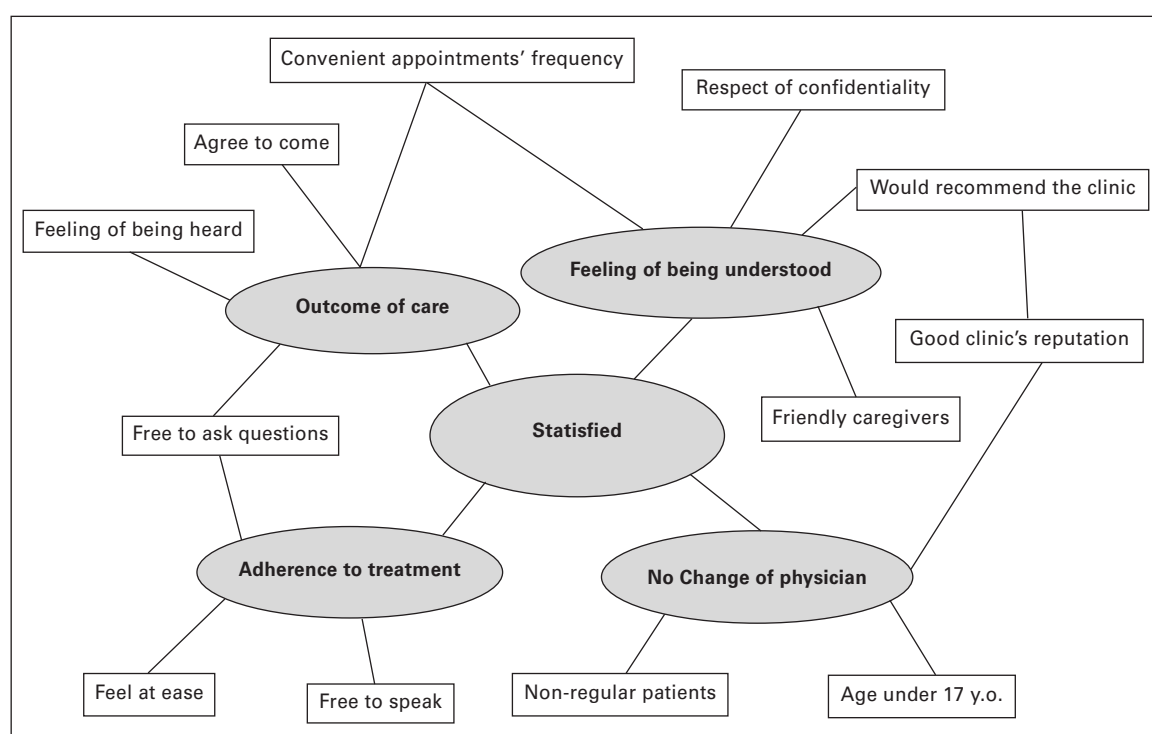 Convenient appointments’ frequency
Respect of confidentiality
Agree to come
Would recommend the clinic
Feeling of being heard
Feeling of being understood
Outcome of care
Good clinic’s reputation
Friendly caregivers
Statisfied
Free to ask questions
Adherence to treatment
No Change of physician
Feel at ease
Free to speak
Non-regular patients
Age under 17 y.o.